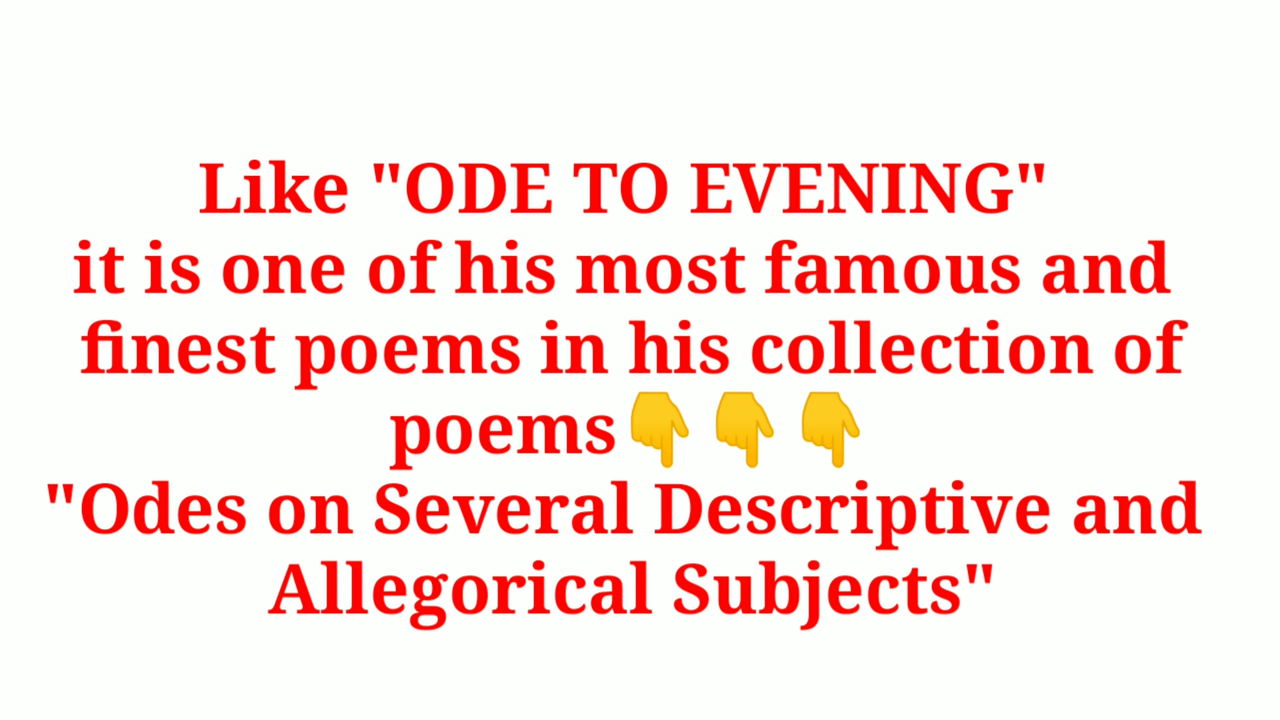 Like "ODE TO EVENING"
it is one of his most famous and
finest poems in his collection of
poems👇👇👇
"Odes on Several Descriptive and
Allegorical Subjects"